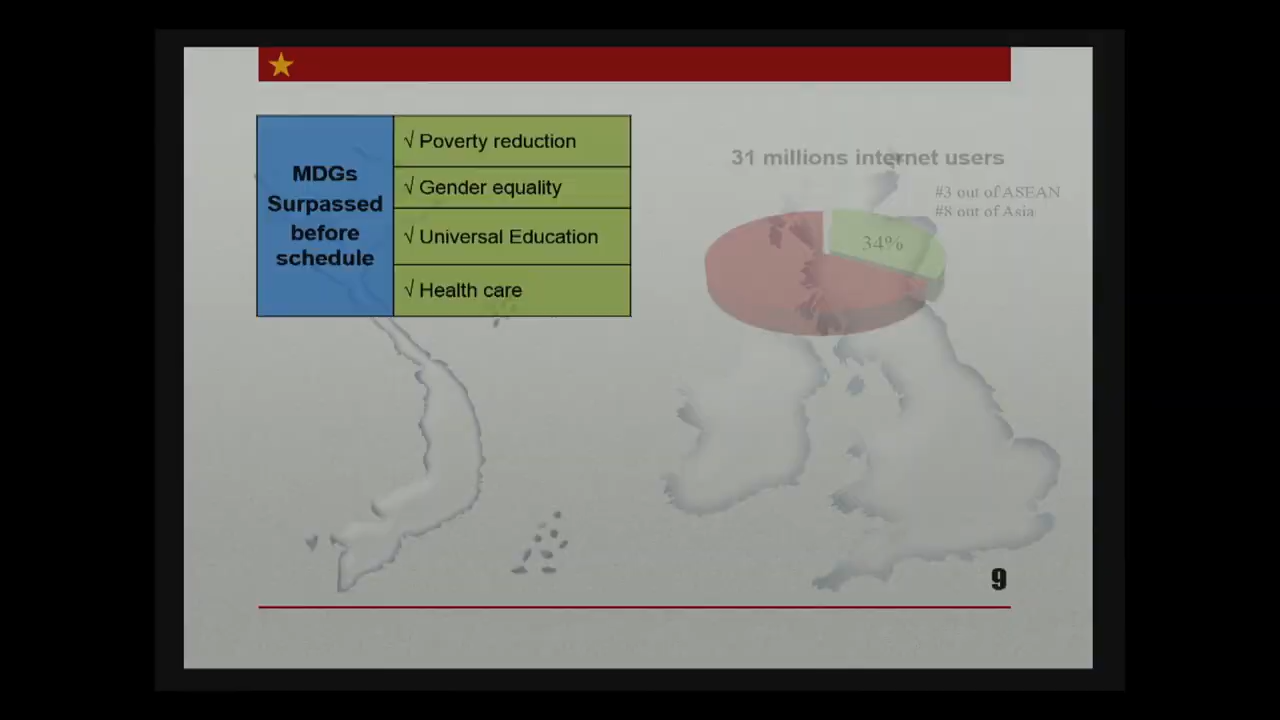 MDGs
Surpassed
before
schedule
√ Poverty reduction
√ Gender equality
√ Universal Education
√ Health care
31 millions internet users
#3 out of ASEAN
#8 out of Asia
34%
9